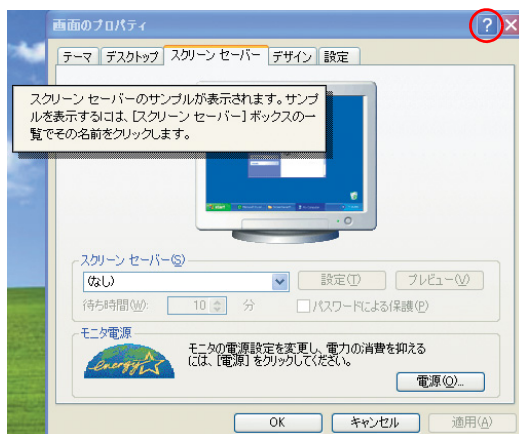 画面のプロパティ
?
テーマ デスクトップ スクリーン セーバー デザイン 設定
スクリーン セーバーのサンプルが表示されます。サンプ
ルを表示するには、[スクリーン セーバー] ボックスの一
覧でその名前をクリックします。
スクリーン セーバー(S)
(なし) 設定(T) プレビュー(V)
待ち時間(W): 10 分 パスワードによる保護(P)
モニタ電源
energy
モニタの電源設定を変更し、電力の消費を抑える
には、[電源] をクリックしてください。
電源(O)...
OK キャンセル 適用(A)